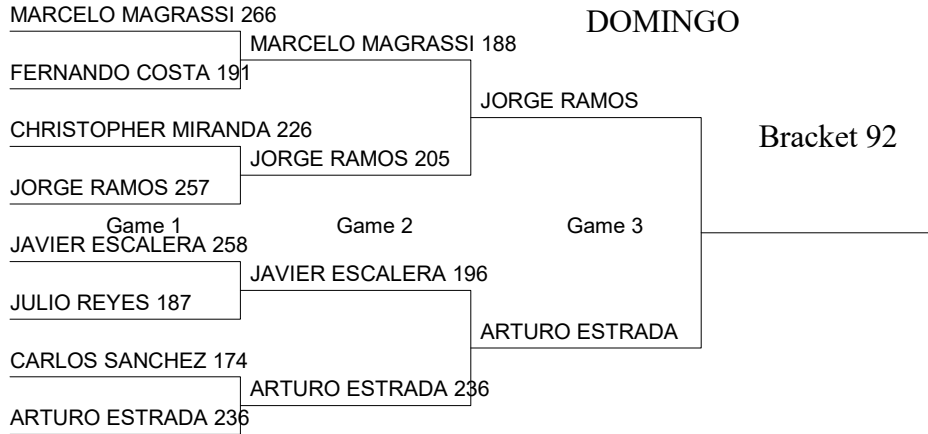 MARCELO MAGRASSI 266
DOMINGO
MARCELO MAGRASSI 188
FERNANDO COSTA 191
JORGE RAMOS
CHRISTOPHER MIRANDA 226
Bracket 92
JORGE RAMOS 205
JORGE RAMOS 257
Game 1
Game 2
Game 3
JAVIER ESCALERA 258
JAVIER ESCALERA 196
JULIO REYES 187
ARTURO ESTRADA
CARLOS SANCHEZ 174
ARTURO ESTRADA 236
ARTURO ESTRADA 236